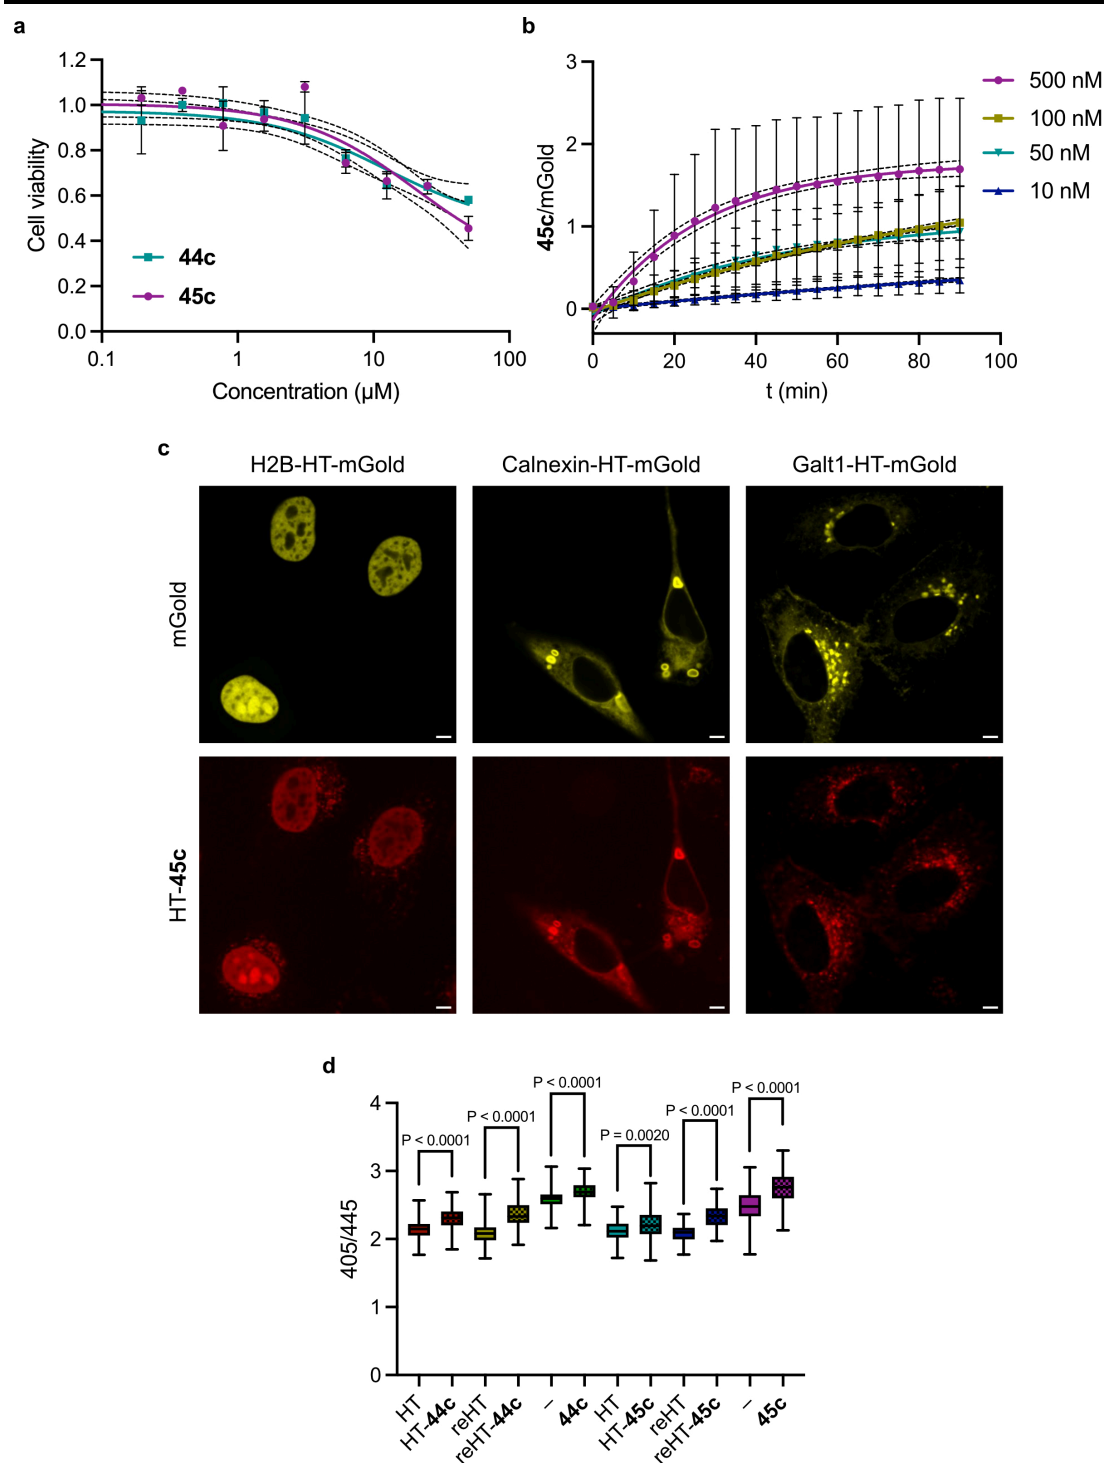 a
1.2
1.0
0.8
0.6
0.4
0.2
0.0
Cell viability
44c
45c
0.1 1 10 100
Concentration (µM)
b
3
2
1
0
45c/mGold
0 20 40 60 80 100
t (min)
500 nM
100 nM
50 nM
10 nM
c
H2B-HT-mGold Calnexin-HT-mGold Galt1-HT-mGold
mGold
HT-45c
d
4
3
2
1
0
405/445
P < 0.0001
P < 0.0001
P < 0.0001
P = 0.0020
P < 0.0001
P < 0.0001
HT
HT-44c
reHT
reHT-44c
–
44c
HT
HT-45c
reHT
reHT-45c
–
45c